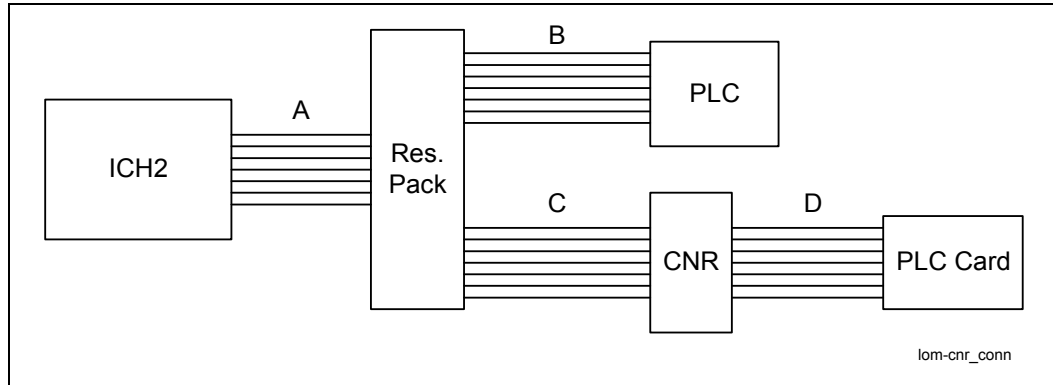 B
PLC
A
ICH2
Res.
Pack
C
D
CNR
PLC Card
lom-cnr_conn